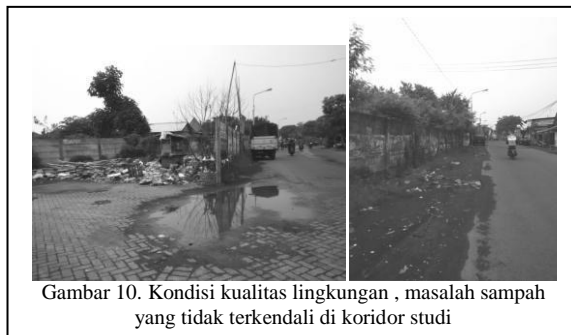 Gambar 10. Kondisi kualitas lingkungan , masalah sampah
yang tidak terkendali di koridor studi